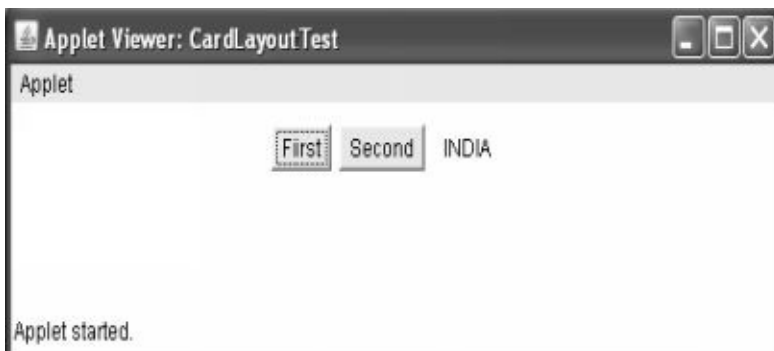 Applet Viewer: CardLayoutTest
Applet
First Second INDIA
Applet started.